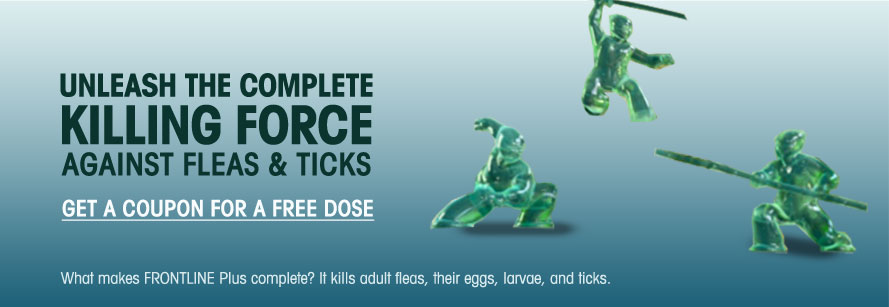 UNLEASH THE COMPLETE
KILLING FORCE
AGAINST FLEAS & TICKS
GET A COUPON FOR A FREE DOSE
What makes FRONTLINE Plus complete? It kills adult fleas, their eggs, larvae, and ticks.